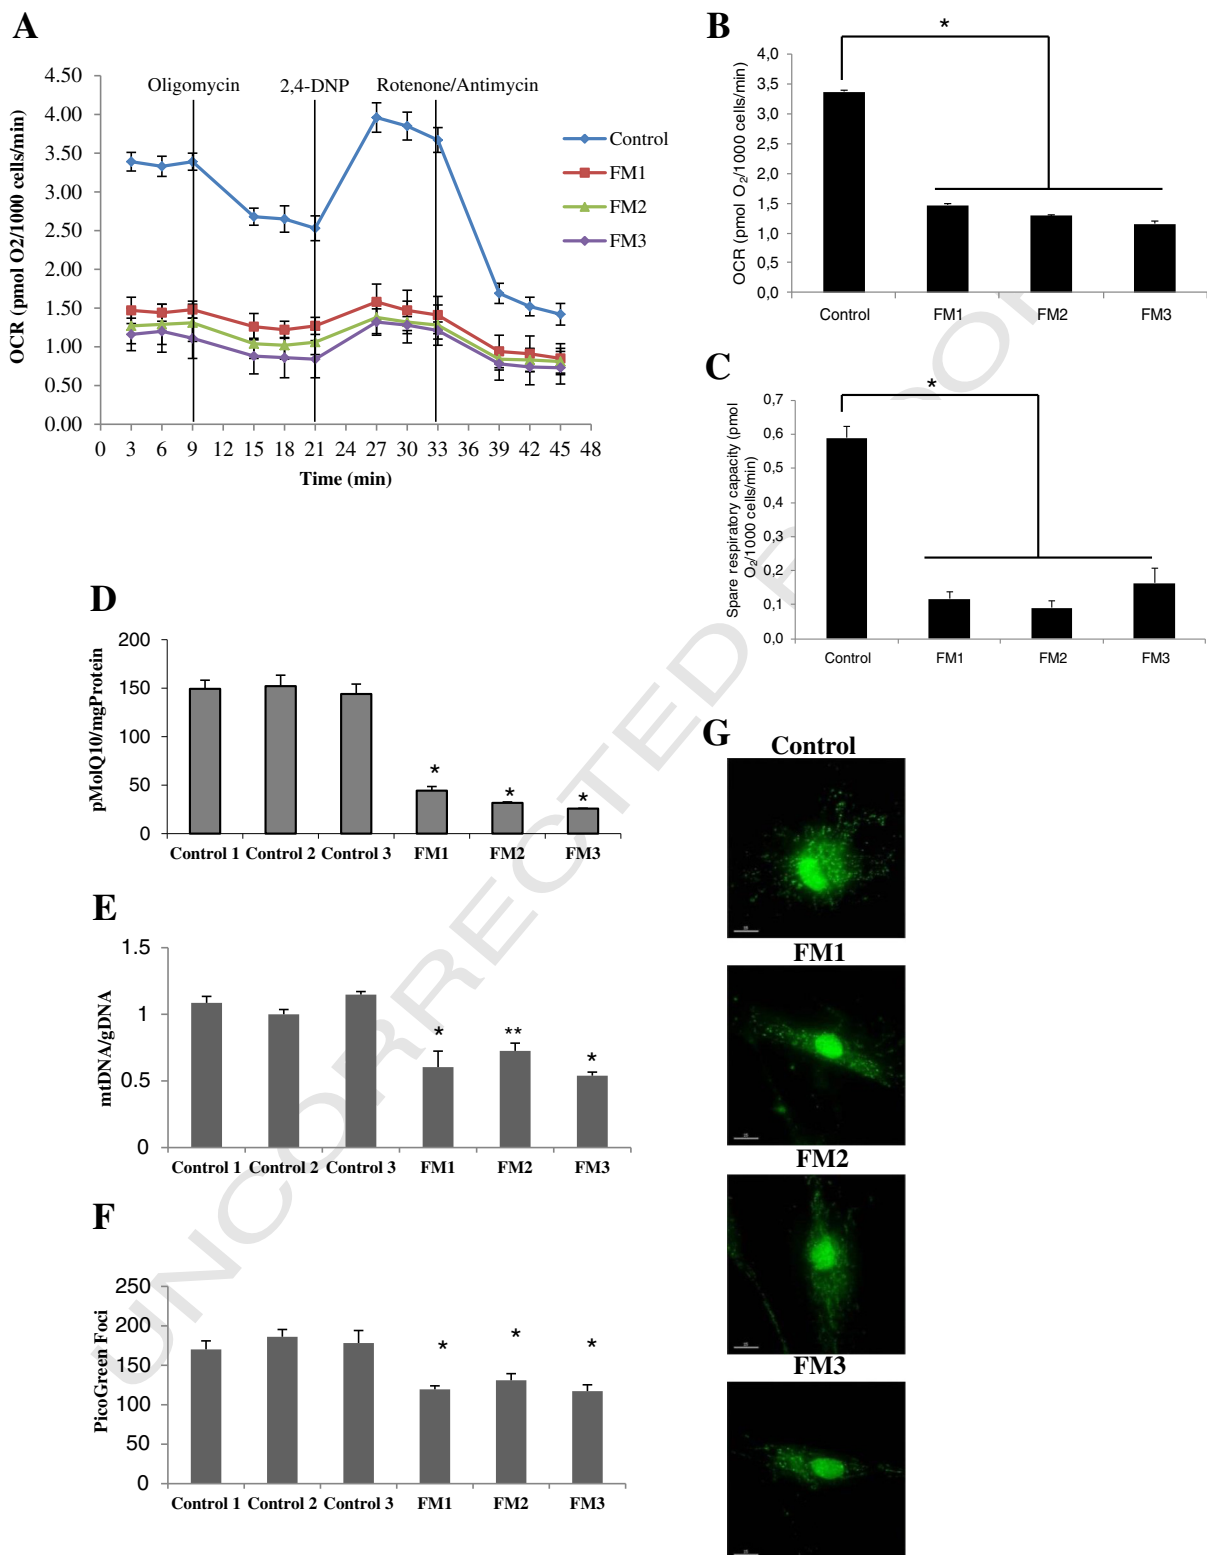 A
OCR (pmol O2/1000 cells/min)
4.50
4.00
3.50
3.00
2.50
2.00
1.50
1.00
0.50
0.00
Oligomycin
2,4-DNP
Rotenone/Antimycin
0 3 6 9 12 15 18 21 24 27 30 33 36 39 42 45 48
Time (min)
Control
FM1
FM2
FM3
B
OCR (pmol O₂/1000 cells/min)
4,0
3,5
3,0
2,5
2,0
1,5
1,0
0,5
0,0
*
Control FM1 FM2 FM3
C
Spare respiratory capacity (pmol
O₂/1000 cells/min)
0,7
0,6
0,5
0,4
0,3
0,2
0,1
0,0
*
Control FM1 FM2 FM3
D
pMolQ10/mgProtein
200
150
100
50
0
* * *
Control 1 Control 2 Control 3 FM1 FM2 FM3
E
mtDNA/gDNA
1.5
1
0.5
0
* ** *
Control 1 Control 2 Control 3 FM1 FM2 FM3
F
PicoGreen Foci
250
200
150
100
50
0
* * *
Control 1 Control 2 Control 3 FM1 FM2 FM3
G
Control
FM1
FM2
FM3
UNCORRECTED